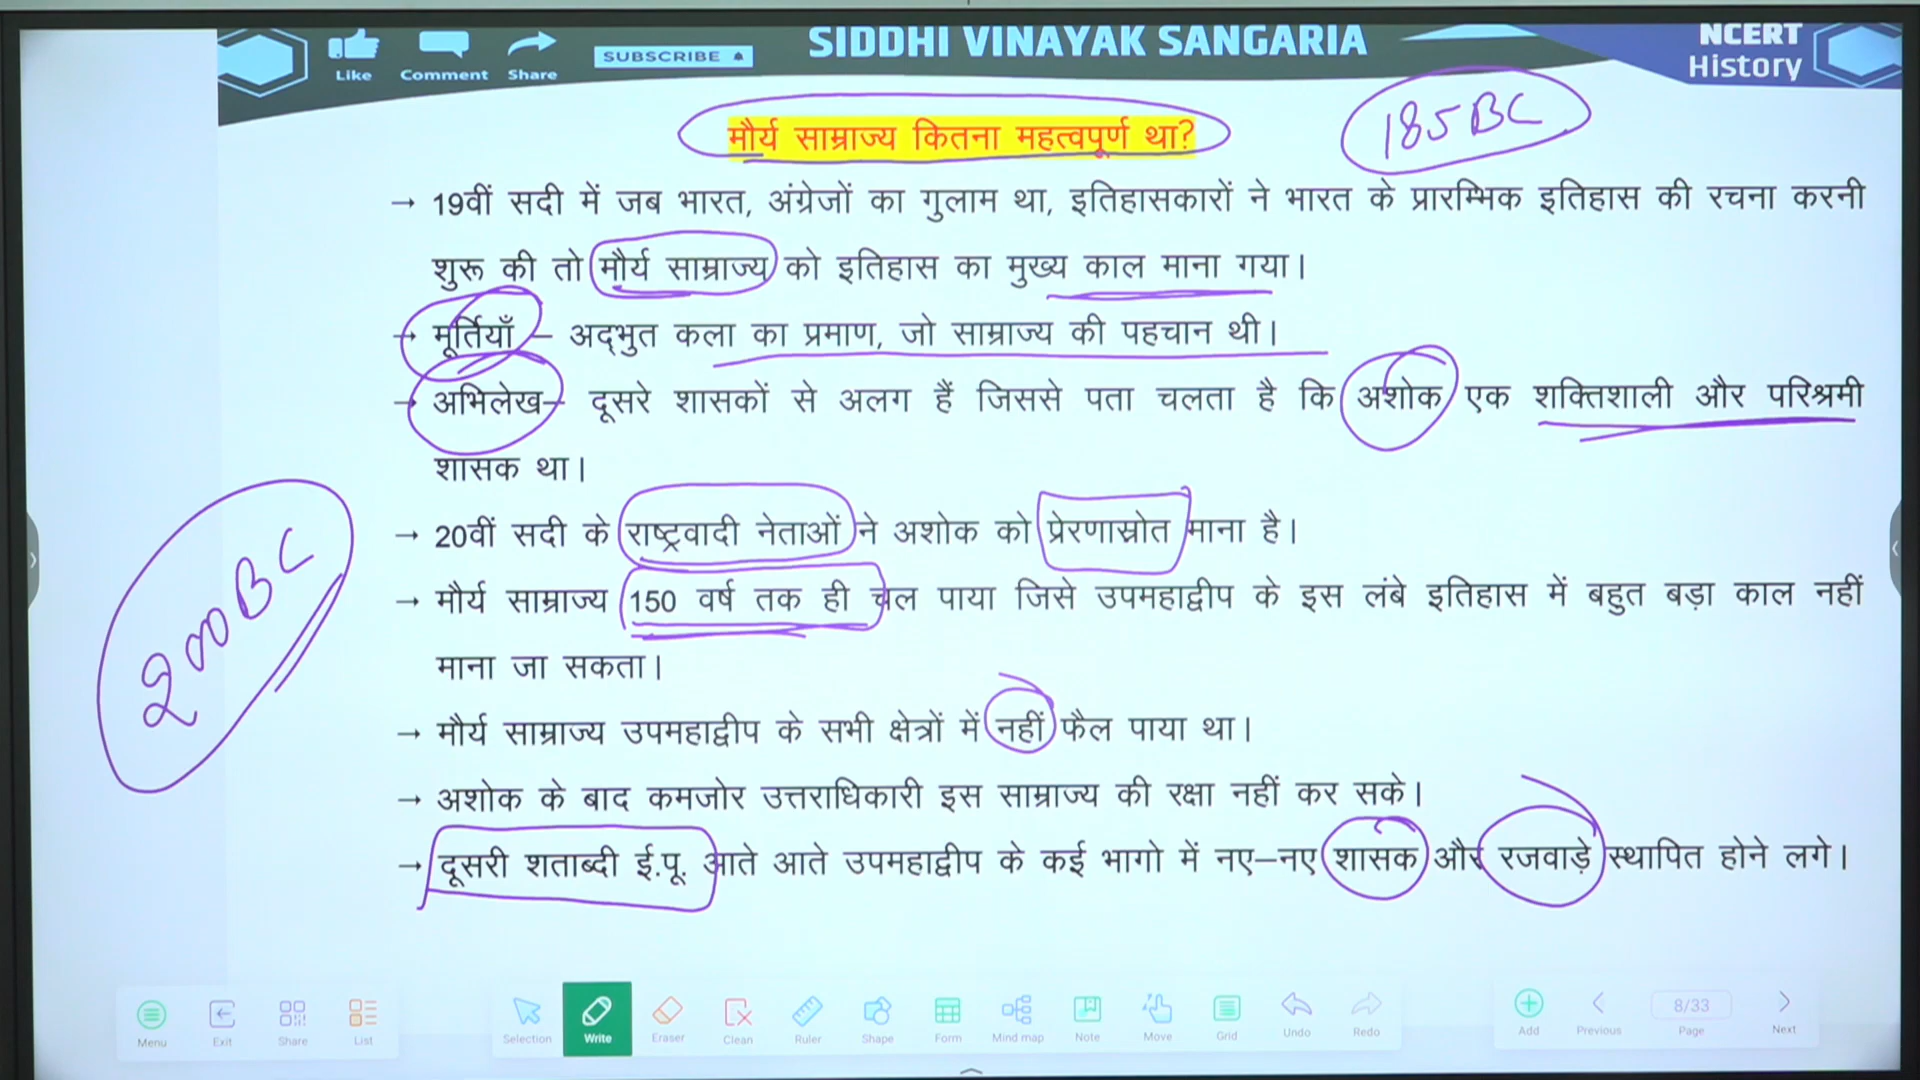 Like
Comment
Share
SUBSCRIBE
SIDDHI VINAYAK SANGARIA
NCERT
History
मौर्य साम्राज्य कितना महत्वपूर्ण था?
185 BC
→ 19वीं सदी में जब भारत, अंग्रेजों का गुलाम था, इतिहासकारों ने भारत के प्रारम्भिक इतिहास की रचना करनी
शुरू की तो मौर्य साम्राज्य को इतिहास का मुख्य काल माना गया।
→ मूर्तियाँ – अद्भुत कला का प्रमाण, जो साम्राज्य की पहचान थी।
→ अभिलेख– दूसरे शासकों से अलग हैं जिससे पता चलता है कि अशोक एक शक्तिशाली और परिश्रमी
शासक था।
→ 20वीं सदी के राष्ट्रवादी नेताओं ने अशोक को प्रेरणास्रोत माना है।
→ मौर्य साम्राज्य 150 वर्ष तक ही चल पाया जिसे उपमहाद्वीप के इस लंबे इतिहास में बहुत बड़ा काल नहीं
माना जा सकता।
200 BC
→ मौर्य साम्राज्य उपमहाद्वीप के सभी क्षेत्रों में नहीं फैल पाया था।
→ अशोक के बाद कमजोर उत्तराधिकारी इस साम्राज्य की रक्षा नहीं कर सके।
→ दूसरी शताब्दी ई.पू. आते आते उपमहाद्वीप के कई भागो में नए–नए शासक और रजवाड़े स्थापित होने लगे।
Menu Exit Share List Selection Write Eraser Clean Ruler Shape Form Mind map Note Move Grid Undo Redo Add Previous 8/33 Page Next